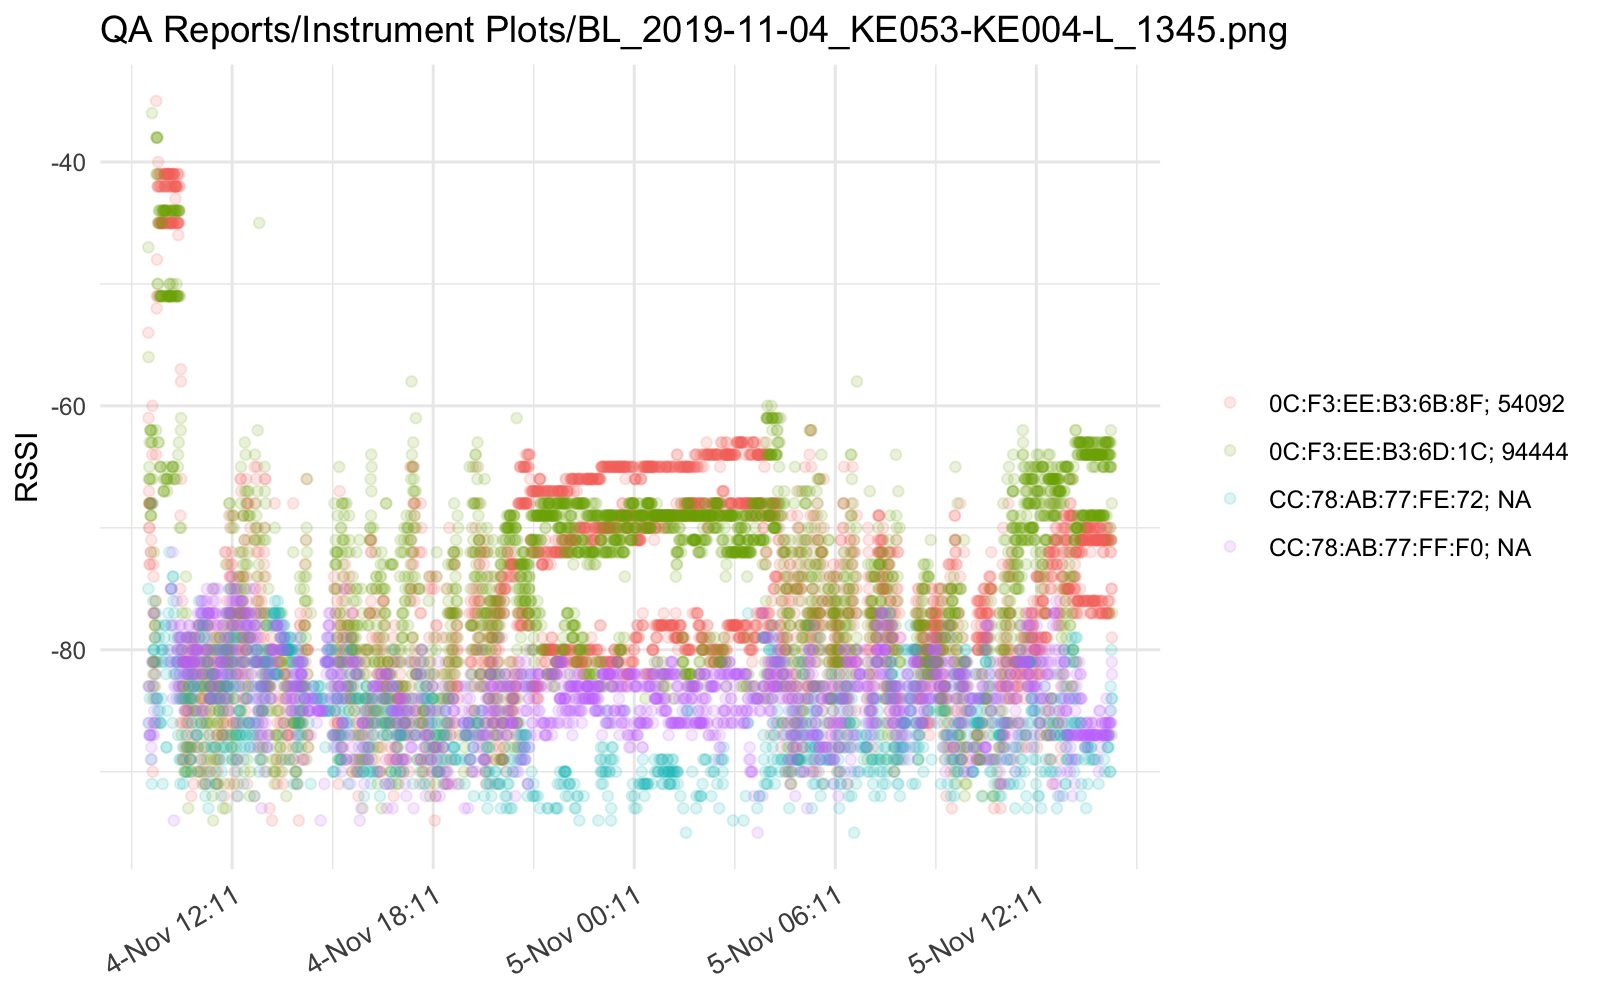 QA Reports/Instrument Plots/BL_2019-11-04_KE053-KE004-L_1345.png
RSSI
-40
-60
-80
4-Nov 12:11
4-Nov 18:11
5-Nov 00:11
5-Nov 06:11
5-Nov 12:11
0C:F3:EE:B3:6B:8F; 54092
0C:F3:EE:B3:6D:1C; 94444
CC:78:AB:77:FE:72; NA
CC:78:AB:77:FF:F0; NA